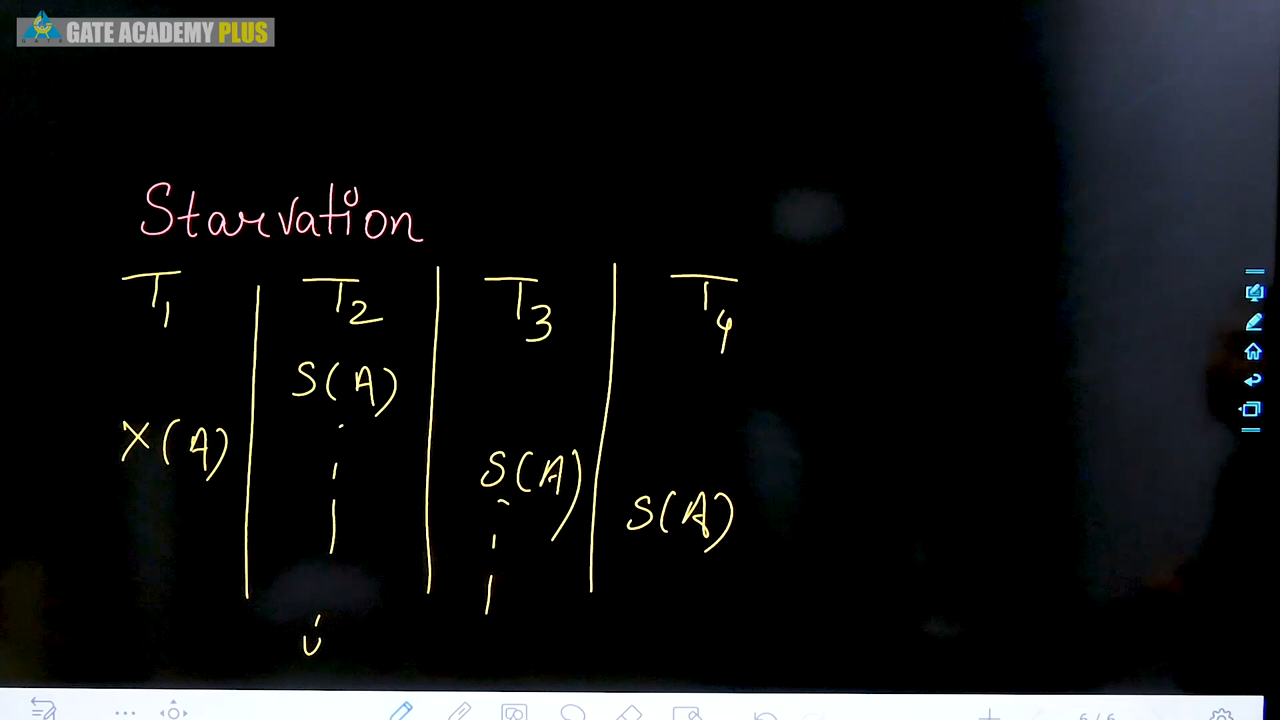 GATE ACADEMY PLUS
Starvation
T1 T2 T3 T4
S(A)
X(A)
S(A)
S(A)
U